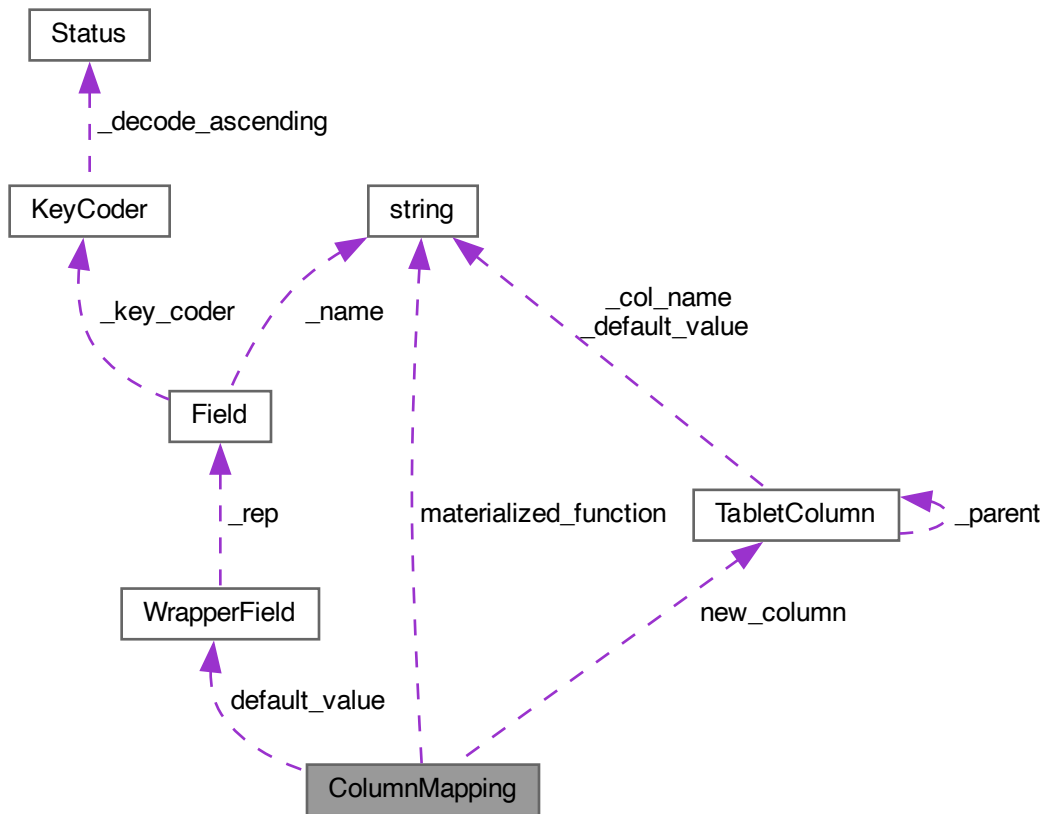 Status
_decode_ascending
KeyCoder
string
_key_coder
_name
_col_name
_default_value
Field
_rep
materialized_function
TabletColumn
_parent
WrapperField
new_column
default_value
ColumnMapping